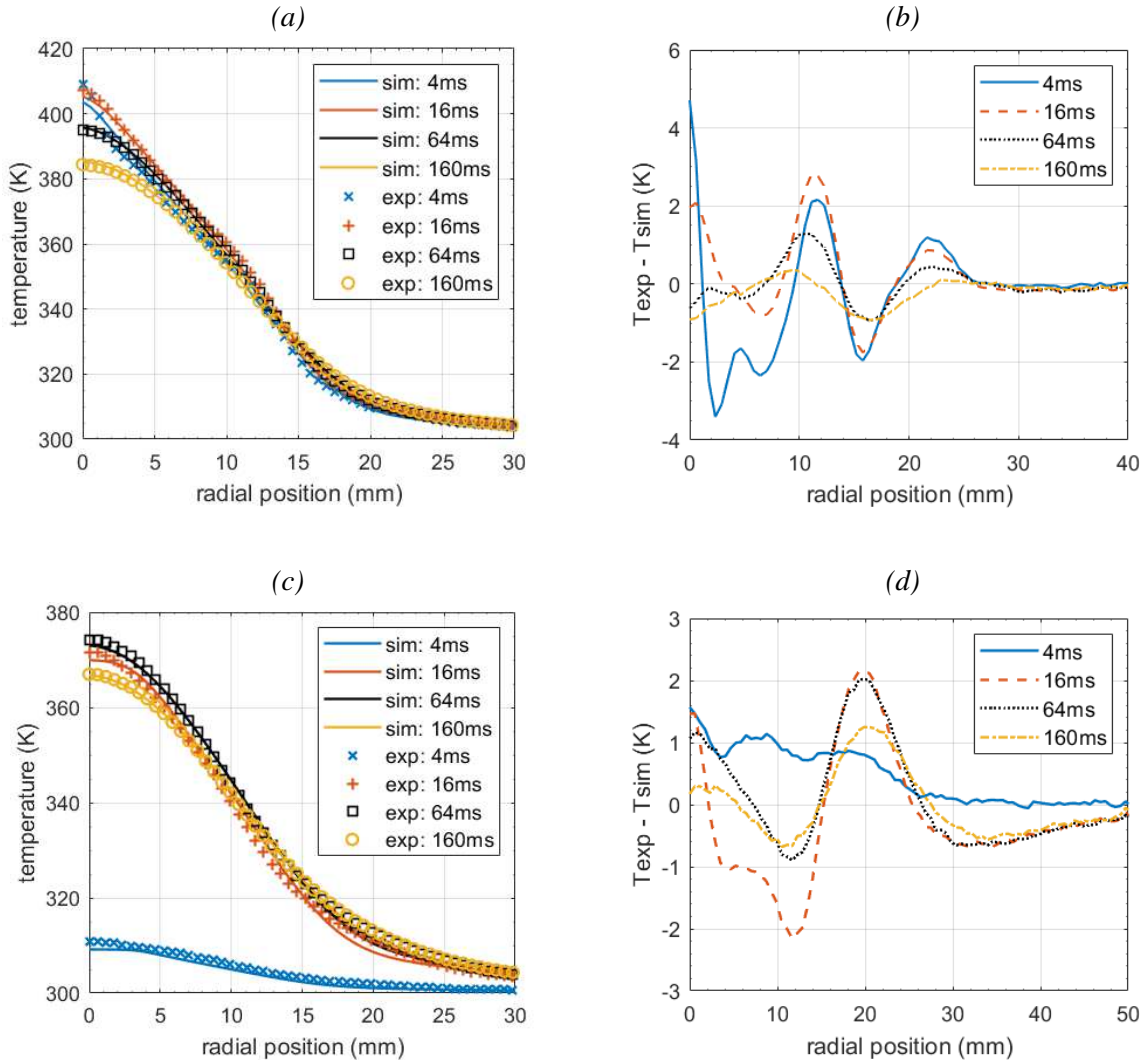 (a)
temperature (K)
420
400
380
360
340
320
300
0 5 10 15 20 25 30
radial position (mm)
sim: 4ms
sim: 16ms
sim: 64ms
sim: 160ms
exp: 4ms
exp: 16ms
exp: 64ms
exp: 160ms
(b)
Texp - Tsim (K)
6
4
2
0
-2
-4
0 10 20 30 40
radial position (mm)
4ms
16ms
64ms
160ms
(c)
temperature (K)
380
360
340
320
300
0 5 10 15 20 25 30
radial position (mm)
sim: 4ms
sim: 16ms
sim: 64ms
sim: 160ms
exp: 4ms
exp: 16ms
exp: 64ms
exp: 160ms
(d)
Texp - Tsim (K)
3
2
1
0
-1
-2
-3
0 10 20 30 40 50
radial position (mm)
4ms
16ms
64ms
160ms